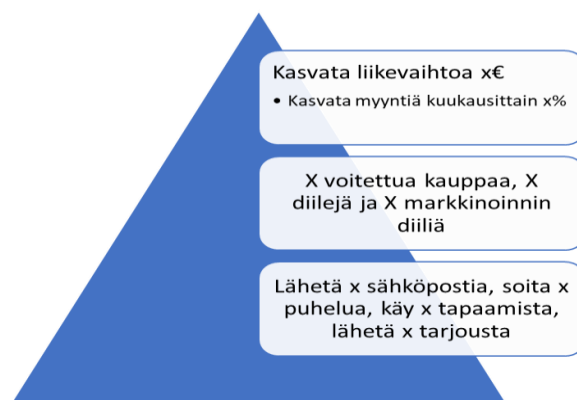 Kasvata liikevaihtoa x€
• Kasvata myyntiä kuukausittain x%
X voitettua kauppaa, X
diilejä ja X markkinoinnin
diiliä
Lähetä x sähköpostia, soita x
puhelua, käy x tapaamista,
lähetä x tarjousta